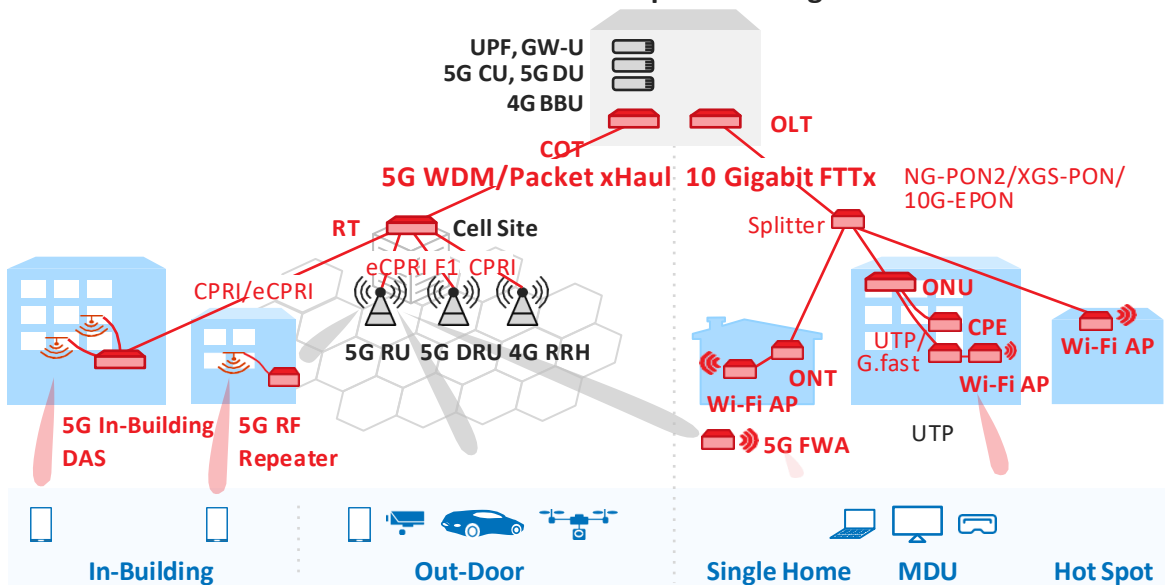 UPF, GW-U
5G CU, 5G DU
4G BBU
COT
OLT
5G WDM/Packet xHaul
10 Gigabit FTTx
NG-PON2/XGS-PON/
10G-EPON
Splitter
RT
Cell Site
eCPRI F1 CPRI
CPRI/eCPRI
ONU
CPE
UTP/
G.fast
Wi-Fi AP
Wi-Fi AP
5G RU 5G DRU 4G RRH
ONT
Wi-Fi AP
5G In-Building
DAS
5G RF
Repeater
5G FWA
UTP
In-Building
Out-Door
Single Home
MDU
Hot Spot